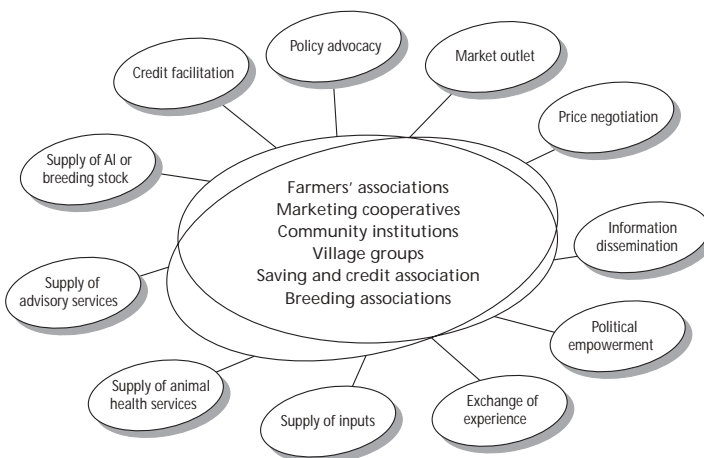 Policy advocacy
Market outlet
Credit facilitation
Price negotiation
Supply of AI or
breeding stock
Farmers' associations
Marketing cooperatives
Community institutions
Village groups
Saving and credit association
Breeding associations
Information
dissemination
Supply of
advisory services
Political
empowerment
Supply of animal
health services
Supply of inputs
Exchange of
experience